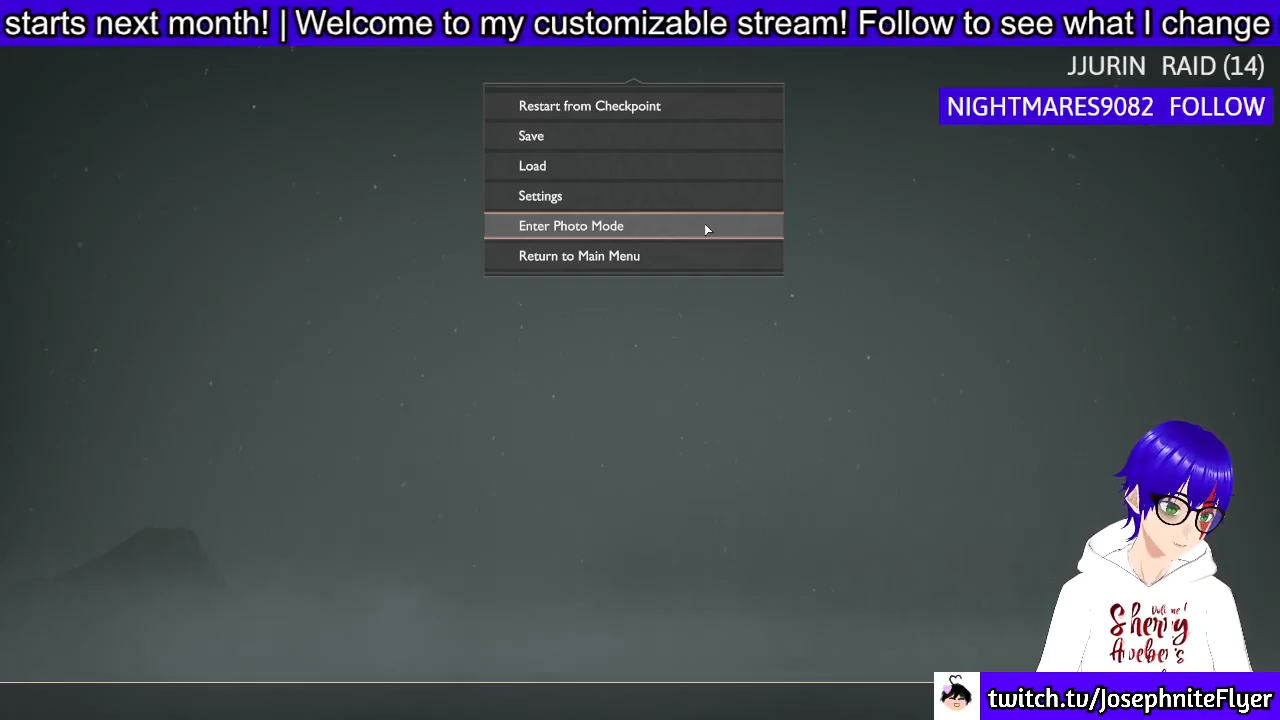 starts next month! | Welcome to my customizable stream! Follow to see what I change
JJURIN RAID (14)
NIGHTMARES9082 FOLLOW
Restart from Checkpoint
Save
Load
Settings
Enter Photo Mode
Return to Main Menu
Sherry
twitch.tv/JosephniteFlyer